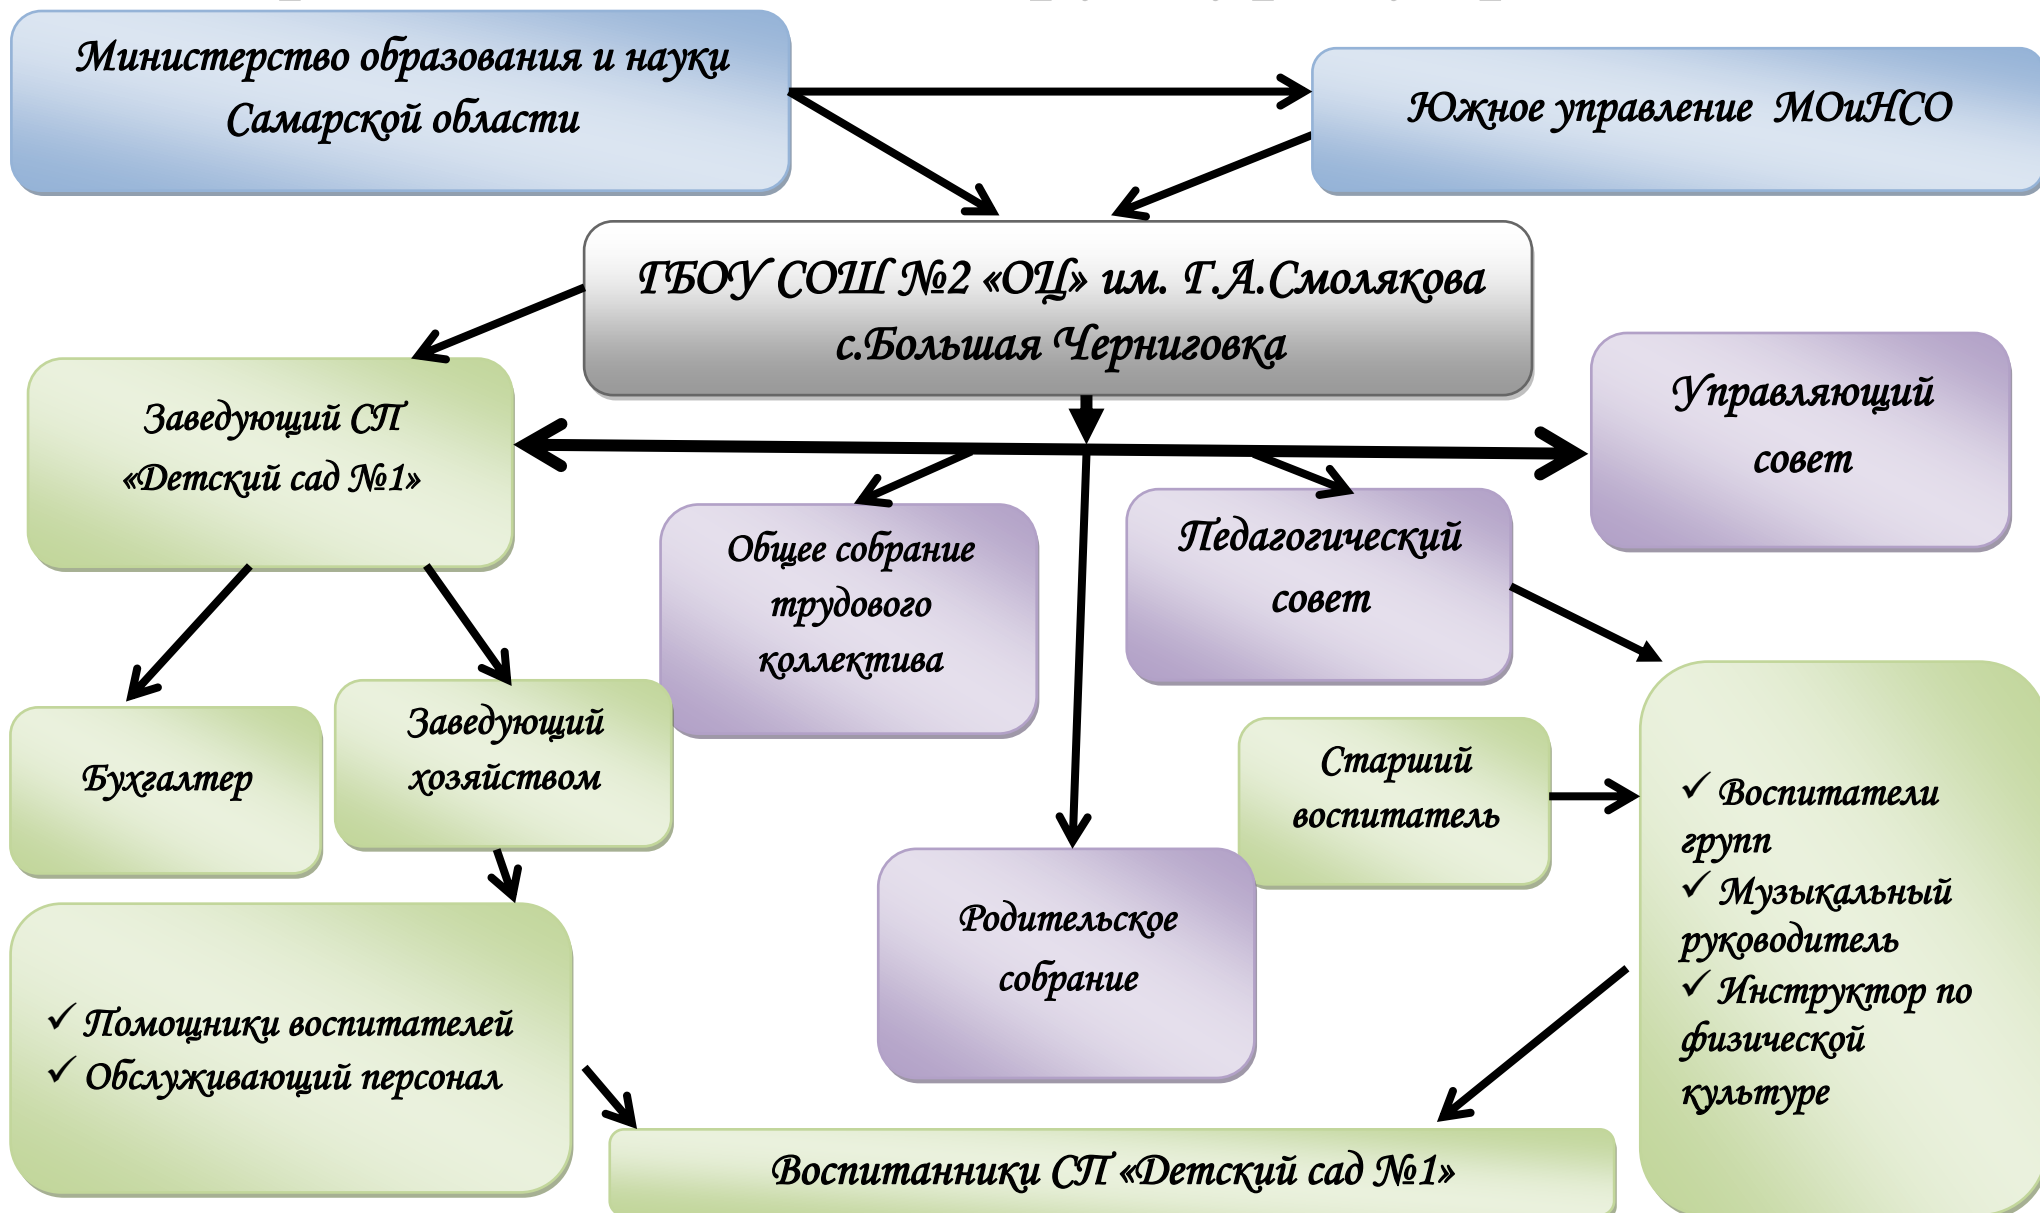 Министерство образования и науки
Самарской области
Южное управление МОиНСО
ГБОУ СОШ №2 «ОЦ» им. Г.А.Смолякова
с.Большая Черниговка
Заведующий СП
«Детский сад №1»
Управляющий
совет
Общее собрание
трудового
коллектива
Педагогический
совет
Бухгалтер
Заведующий
хозяйством
Старший
воспитатель
✓ Воспитатели
групп
✓ Музыкальный
руководитель
✓ Инструктор по
физической
культуре
Родительское
собрание
✓ Помощники воспитателей
✓ Обслуживающий персонал
Воспитанники СП «Детский сад №1»